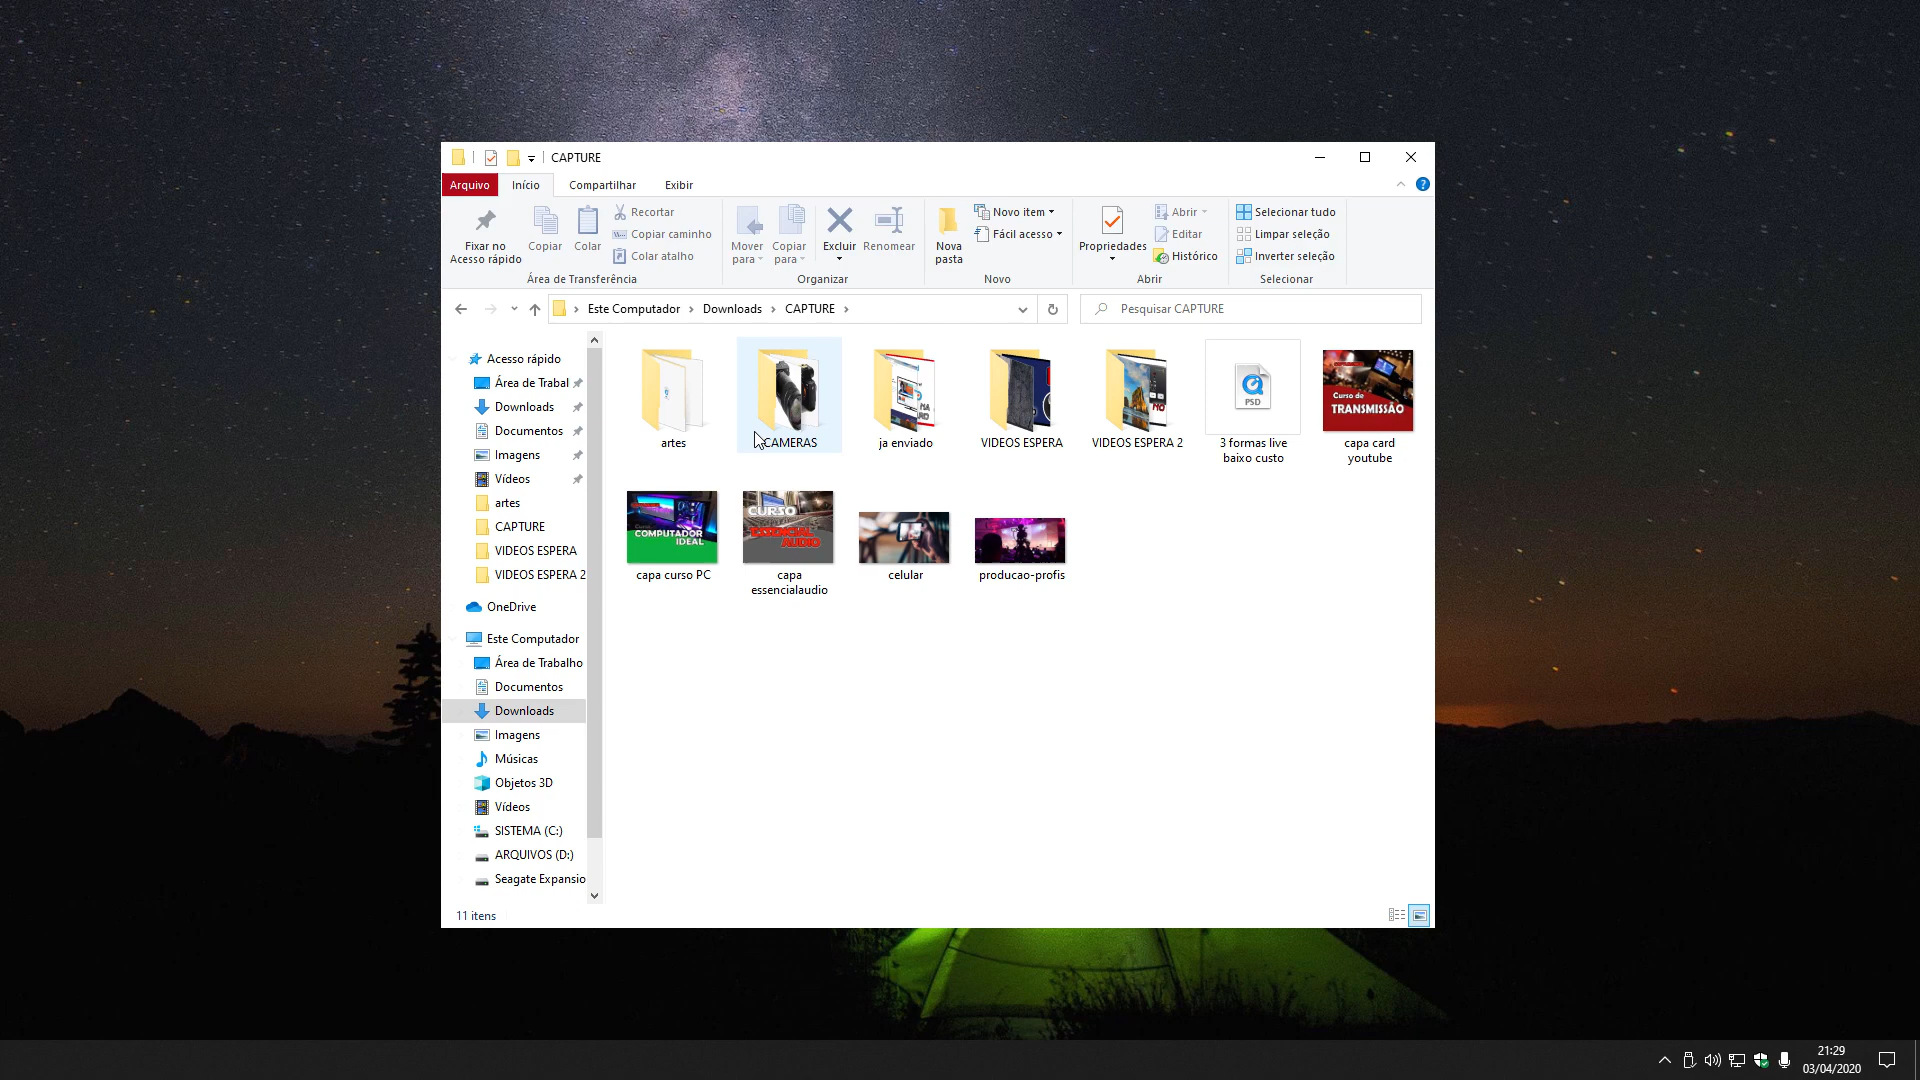 CAPTURE
Arquivo Início Compartilhar Exibir
Fixar no
Acesso rápido
Copiar
Colar
Recortar
Copiar caminho
Colar atalho
Área de Transferência
Mover
para
Copiar
para
Excluir
Renomear
Organizar
Nova
pasta
Novo item
Fácil acesso
Novo
Propriedades
Abrir
Editar
Histórico
Abrir
Selecionar tudo
Limpar seleção
Inverter seleção
Selecionar
Este Computador Downloads CAPTURE
Pesquisar CAPTURE
Acesso rápido
Área de Trabal
Downloads
Documentos
Imagens
Vídeos
artes
CAPTURE
VIDEOS ESPERA
VIDEOS ESPERA 2
OneDrive
Este Computador
Área de Trabalho
Documentos
Downloads
Imagens
Músicas
Objetos 3D
Vídeos
SISTEMA (C:)
ARQUIVOS (D:)
Seagate Expansio
artes
CAMERAS
ja enviado
VIDEOS ESPERA
VIDEOS ESPERA 2
PSD
3 formas live
baixo custo
Curso de
TRANSMISSÃO
capa card
youtube
COMPUTADOR
IDEAL
capa curso PC
CURSO
ESSENCIAL
AUDIO
capa
essencialaudio
celular
producao-profis
11 itens
21:29
03/04/2020